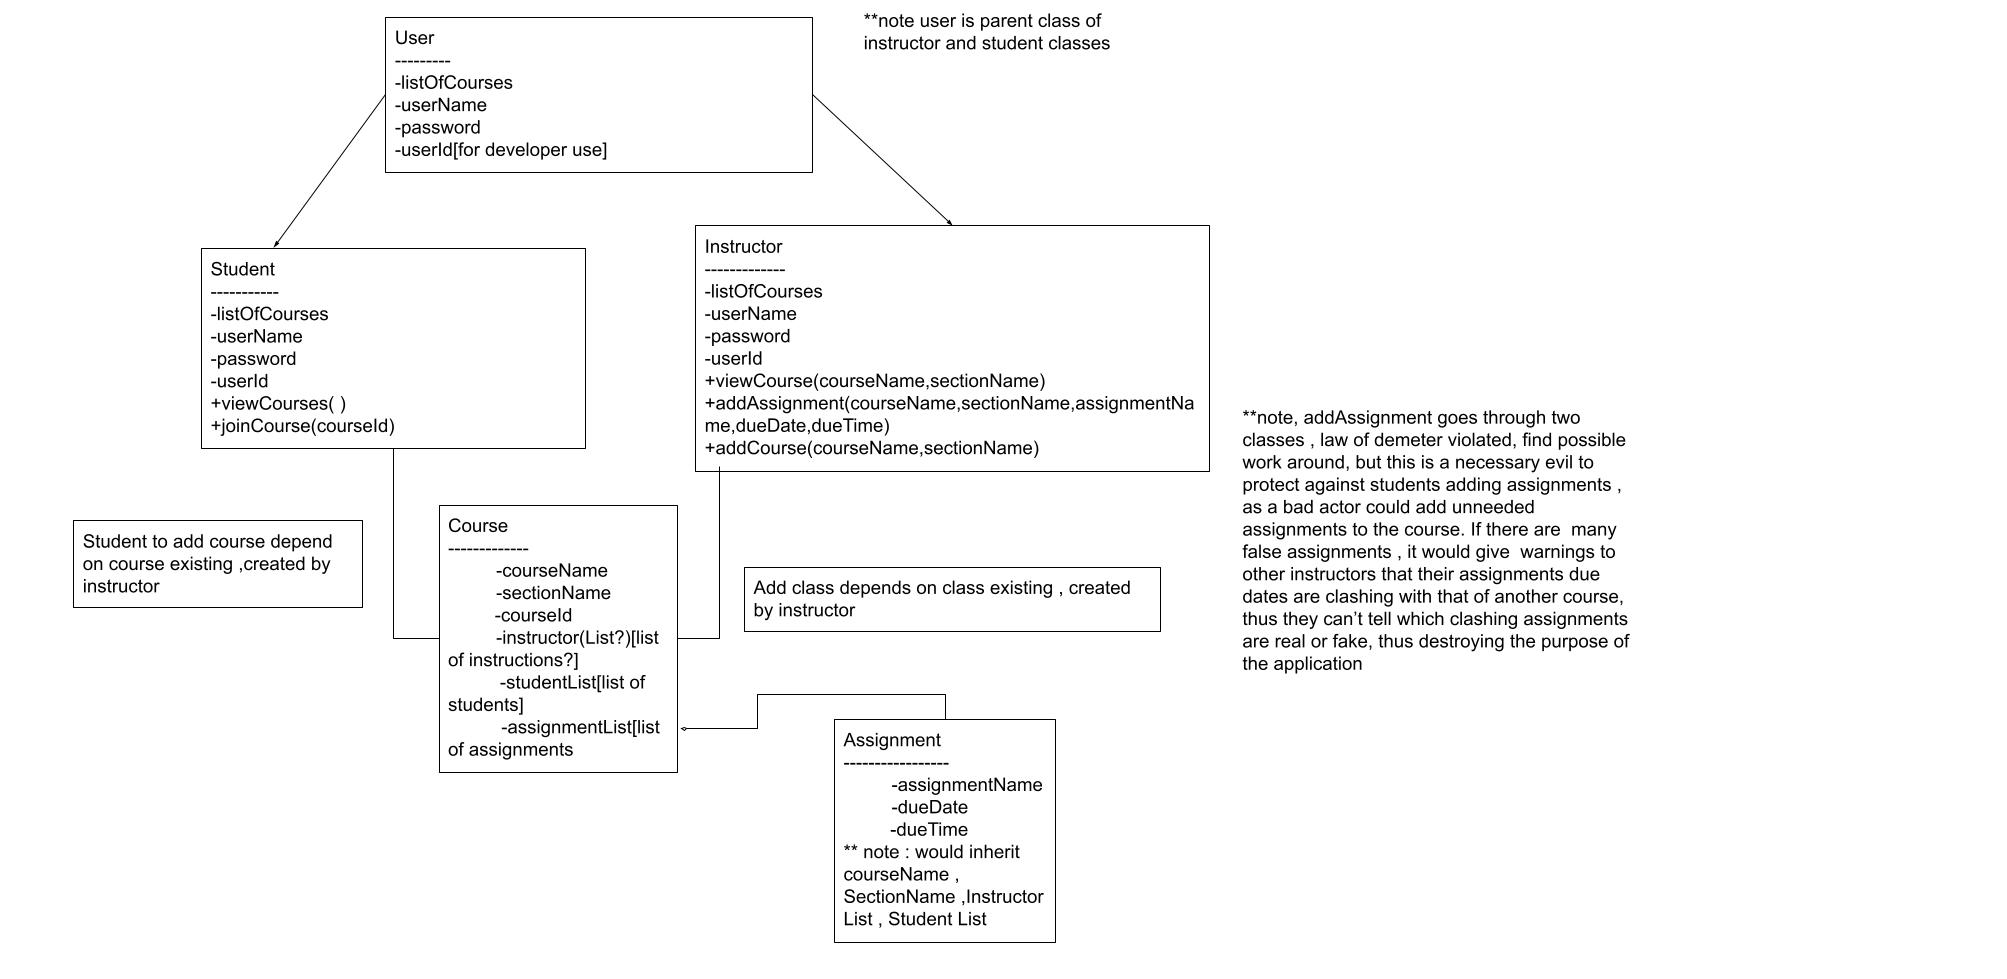 User
---------
-listOfCourses
-userName
-password
-userId[for developer use]
**note user is parent class of
instructor and student classes
Student
-----------
-listOfCourses
-userName
-password
-userId
+viewCourses( )
+joinCourse(courseId)
Instructor
-------------
-listOfCourses
-userName
-password
-userId
+viewCourse(courseName,sectionName)
+addAssignment(courseName,sectionName,assignmentNa
me,dueDate,dueTime)
+addCourse(courseName,sectionName)
**note, addAssignment goes through two
classes , law of demeter violated, find possible
work around, but this is a necessary evil to
protect against students adding assignments ,
as a bad actor could add unneeded
assignments to the course. If there are  many
false assignments , it would give  warnings to
other instructors that their assignments due
dates are clashing with that of another course,
thus they can’t tell which clashing assignments
are real or fake, thus destroying the purpose of
the application
Student to add course depend
on course existing ,created by
instructor
Course
-------------
-courseName
-sectionName
-courseId
-instructor(List?)[list
of instructions?]
-studentList[list of
students]
-assignmentList[list
of assignments
Add class depends on class existing , created
by instructor
Assignment
-----------------
-assignmentName
-dueDate
-dueTime
** note : would inherit
courseName ,
SectionName ,Instructor
List , Student List